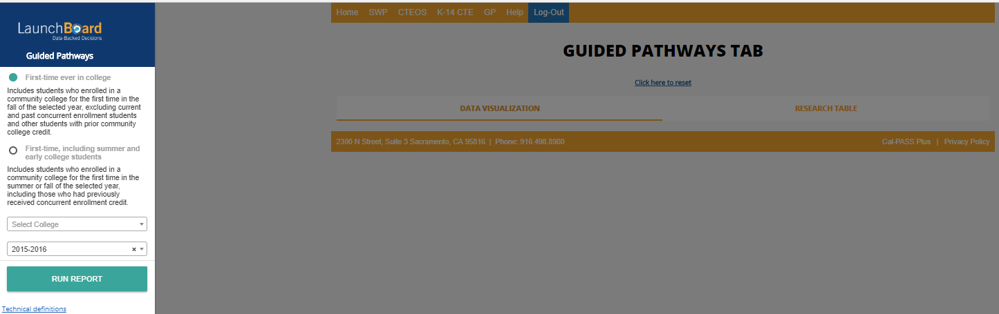 LaunchBoard
Data-Backed Decisions
Guided Pathways
First-time ever in college
Includes students who enrolled in a
community college for the first time in the
fall of the selected year, excluding current
and past concurrent enrollment students
and other students with prior community
college credit.
First-time, including summer and
early college students
Includes students who enrolled in a
community college for the first time in the
summer or fall of the selected year,
including those who had previously
received concurrent enrollment credit.
Select College
2015-2016 ×
RUN REPORT
Technical definitions
Home SWP CTEOS K-14 CTE GP Help Log-Out
GUIDED PATHWAYS TAB
Click here to reset
DATA VISUALIZATION RESEARCH TABLE
2300 N Street, Suite 3 Sacramento, CA 95816 | Phone: 916.498.8980 Cal-PASS Plus | Privacy Policy